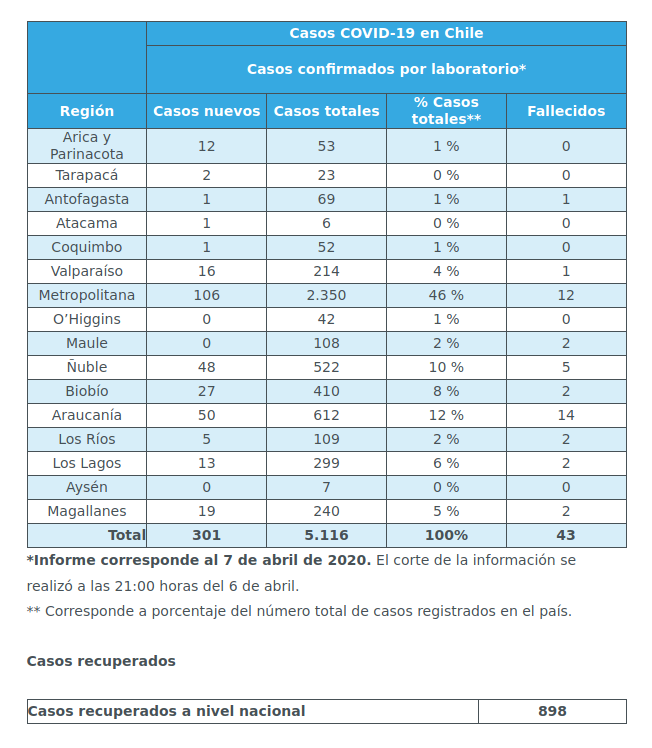 Casos COVID-19 en Chile
Casos confirmados por laboratorio*
Región Casos nuevos Casos totales % Casos totales** Fallecidos
Arica y Parinacota 12 53 1 % 0
Tarapacá 2 23 0 % 0
Antofagasta 1 69 1 % 1
Atacama 1 6 0 % 0
Coquimbo 1 52 1 % 0
Valparaíso 16 214 4 % 1
Metropolitana 106 2.350 46 % 12
O’Higgins 0 42 1 % 0
Maule 0 108 2 % 2
Ñuble 48 522 10 % 5
Biobío 27 410 8 % 2
Araucanía 50 612 12 % 14
Los Ríos 5 109 2 % 2
Los Lagos 13 299 6 % 2
Aysén 0 7 0 % 0
Magallanes 19 240 5 % 2
Total 301 5.116 100% 43
*Informe corresponde al 7 de abril de 2020. El corte de la información se
realizó a las 21:00 horas del 6 de abril.
** Corresponde a porcentaje del número total de casos registrados en el país.
Casos recuperados
Casos recuperados a nivel nacional 898